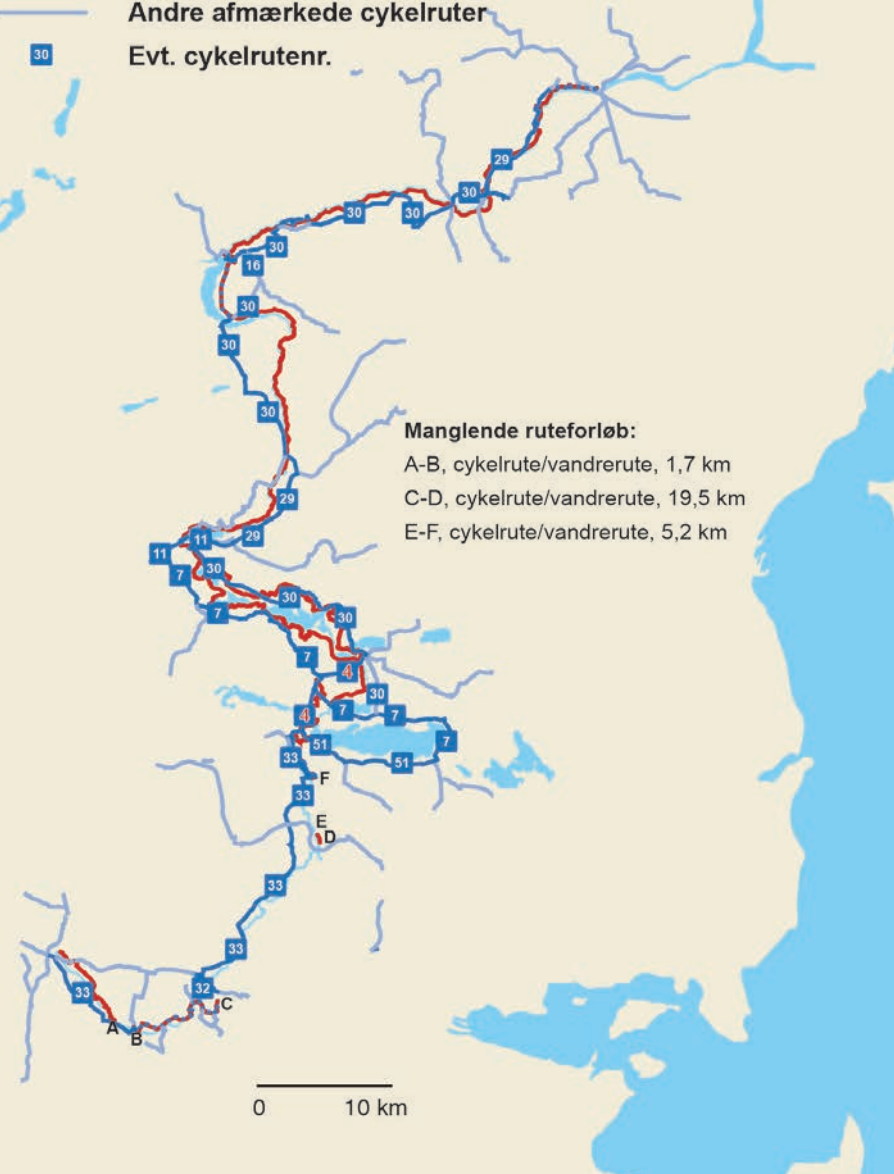 Andre afmærkede cykelruter
30
Evt. cykelrutenr.
29
30
30
30
30
16
30
30
30
Manglende ruteforløb:
A-B, cykelrute/vandrerute, 1,7 km
C-D, cykelrute/vandrerute, 19,5 km
E-F, cykelrute/vandrerute, 5,2 km
29
29
11
11
30
7
30
7
30
7
4
30
7
4
7
7
51
33
51
F
33
E
D
33
33
32
33
C
A
B
0
10 km